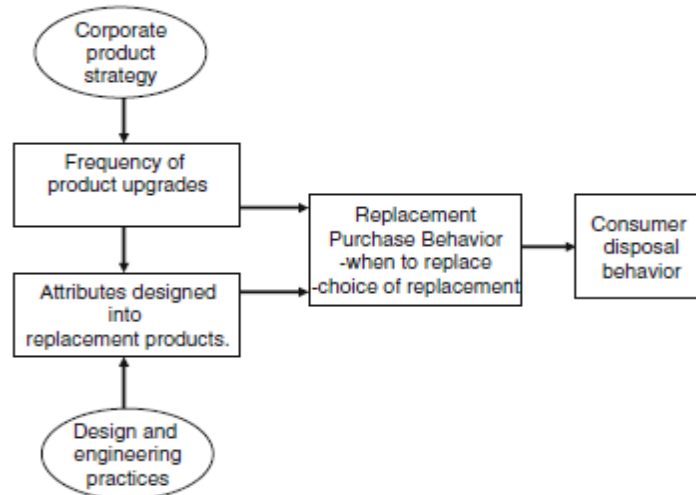 Corporate
product
strategy
Frequency of
product upgrades
Attributes designed
into
replacement products.
Design and
engineering
practices
Replacement
Purchase Behavior
-when to replace
-choice of replacement
Consumer
disposal
behavior